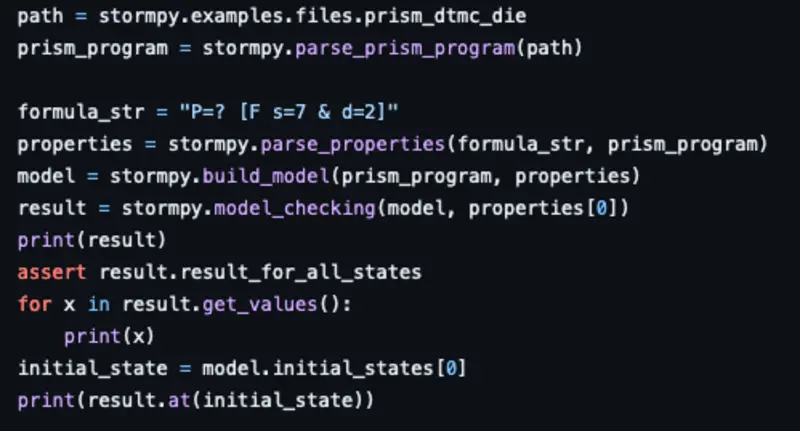 path = stormpy.examples.files.prism_dtmc_die
prism_program = stormpy.parse_prism_program(path)
formula_str = "P=? [F s=7 & d=2]"
properties = stormpy.parse_properties(formula_str, prism_program)
model = stormpy.build_model(prism_program, properties)
result = stormpy.model_checking(model, properties[0])
print(result)
assert result.result_for_all_states
for x in result.get_values():
    print(x)
initial_state = model.initial_states[0]
print(result.at(initial_state))